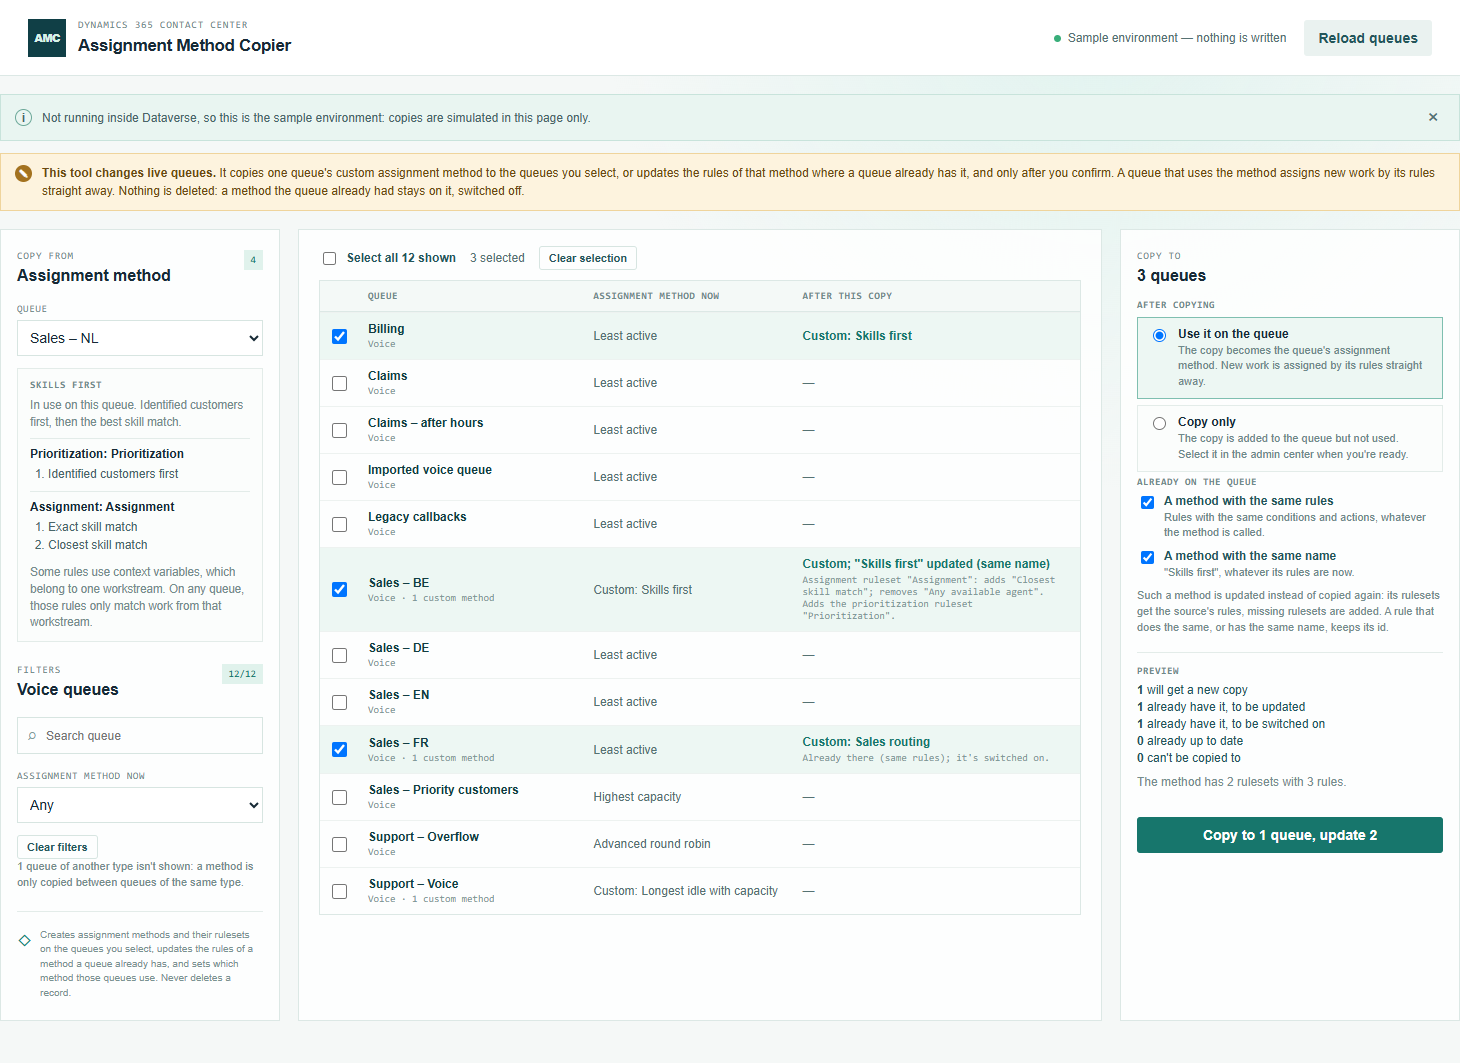 AMC
DYNAMICS 365 CONTACT CENTER
Assignment Method Copier
Sample environment — nothing is written
Reload queues
Not running inside Dataverse, so this is the sample environment: copies are simulated in this page only.
This tool changes live queues. It copies one queue's custom assignment method to the queues you select, or updates the rules of that method where a queue already has it, and only after you confirm. A queue that uses the method assigns new work by its rules
straight away. Nothing is deleted: a method the queue already had stays on it, switched off.
COPY FROM
4
Assignment method
QUEUE
Sales – NL
SKILLS FIRST
In use on this queue. Identified customers
first, then the best skill match.
Prioritization: Prioritization
1. Identified customers first
Assignment: Assignment
1. Exact skill match
2. Closest skill match
Some rules use context variables, which
belong to one workstream. On any queue,
those rules only match work from that
workstream.
FILTERS
12/12
Voice queues
Search queue
ASSIGNMENT METHOD NOW
Any
Clear filters
1 queue of another type isn't shown: a method is
only copied between queues of the same type.
Creates assignment methods and their rulesets
on the queues you select, updates the rules of a
method a queue already has, and sets which
method those queues use. Never deletes a
record.
Select all 12 shown
3 selected
Clear selection
QUEUE ASSIGNMENT METHOD NOW AFTER THIS COPY
Billing
Voice
Least active
Custom: Skills first
Claims
Voice
Least active
—
Claims – after hours
Voice
Least active
—
Imported voice queue
Voice
Least active
—
Legacy callbacks
Voice
Least active
—
Sales – BE
Voice · 1 custom method
Custom: Skills first
Custom; "Skills first" updated (same name)
Assignment ruleset "Assignment": adds "Closest
skill match"; removes "Any available agent".
Adds the prioritization ruleset
"Prioritization".
Sales – DE
Voice
Least active
—
Sales – EN
Voice
Least active
—
Sales – FR
Voice · 1 custom method
Least active
Custom: Sales routing
Already there (same rules); it's switched on.
Sales – Priority customers
Voice
Highest capacity
—
Support – Overflow
Voice
Advanced round robin
—
Support – Voice
Voice · 1 custom method
Custom: Longest idle with capacity
—
COPY TO
3 queues
AFTER COPYING
Use it on the queue
The copy becomes the queue's assignment
method. New work is assigned by its rules straight
away.
Copy only
The copy is added to the queue but not used.
Select it in the admin center when you're ready.
ALREADY ON THE QUEUE
A method with the same rules
Rules with the same conditions and actions, whatever
the method is called.
A method with the same name
"Skills first", whatever its rules are now.
Such a method is updated instead of copied again: its rulesets
get the source's rules, missing rulesets are added. A rule that
does the same, or has the same name, keeps its id.
PREVIEW
1 will get a new copy
1 already have it, to be updated
1 already have it, to be switched on
0 already up to date
0 can't be copied to
The method has 2 rulesets with 3 rules.
Copy to 1 queue, update 2